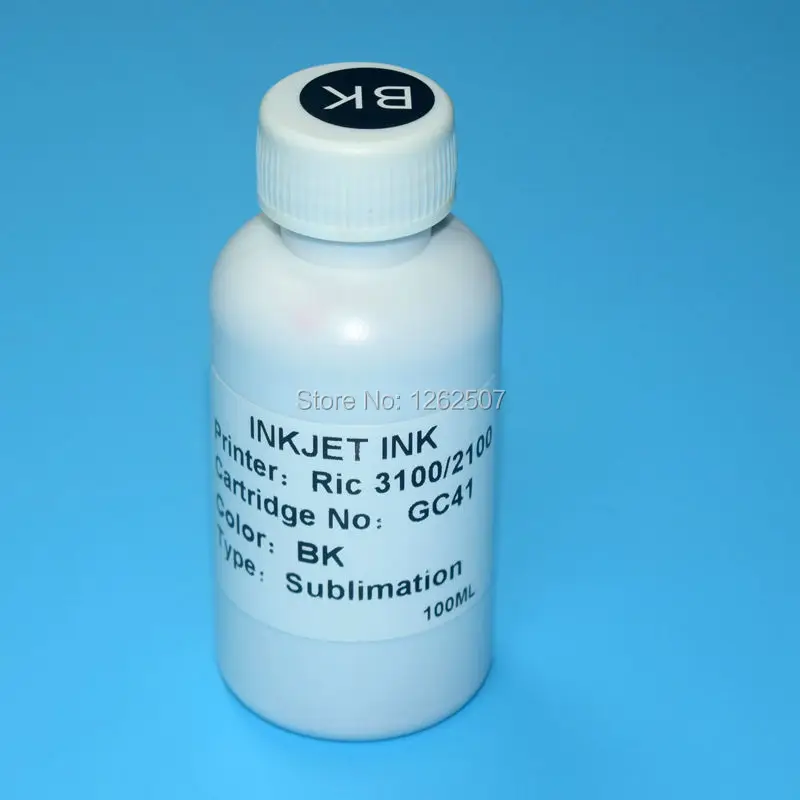 BK
Store No: 1262507
INKJET INK
Printer: Ric 3100/2100
Cartridge No: GC41
Color: BK
Type: Sublimation
100ML